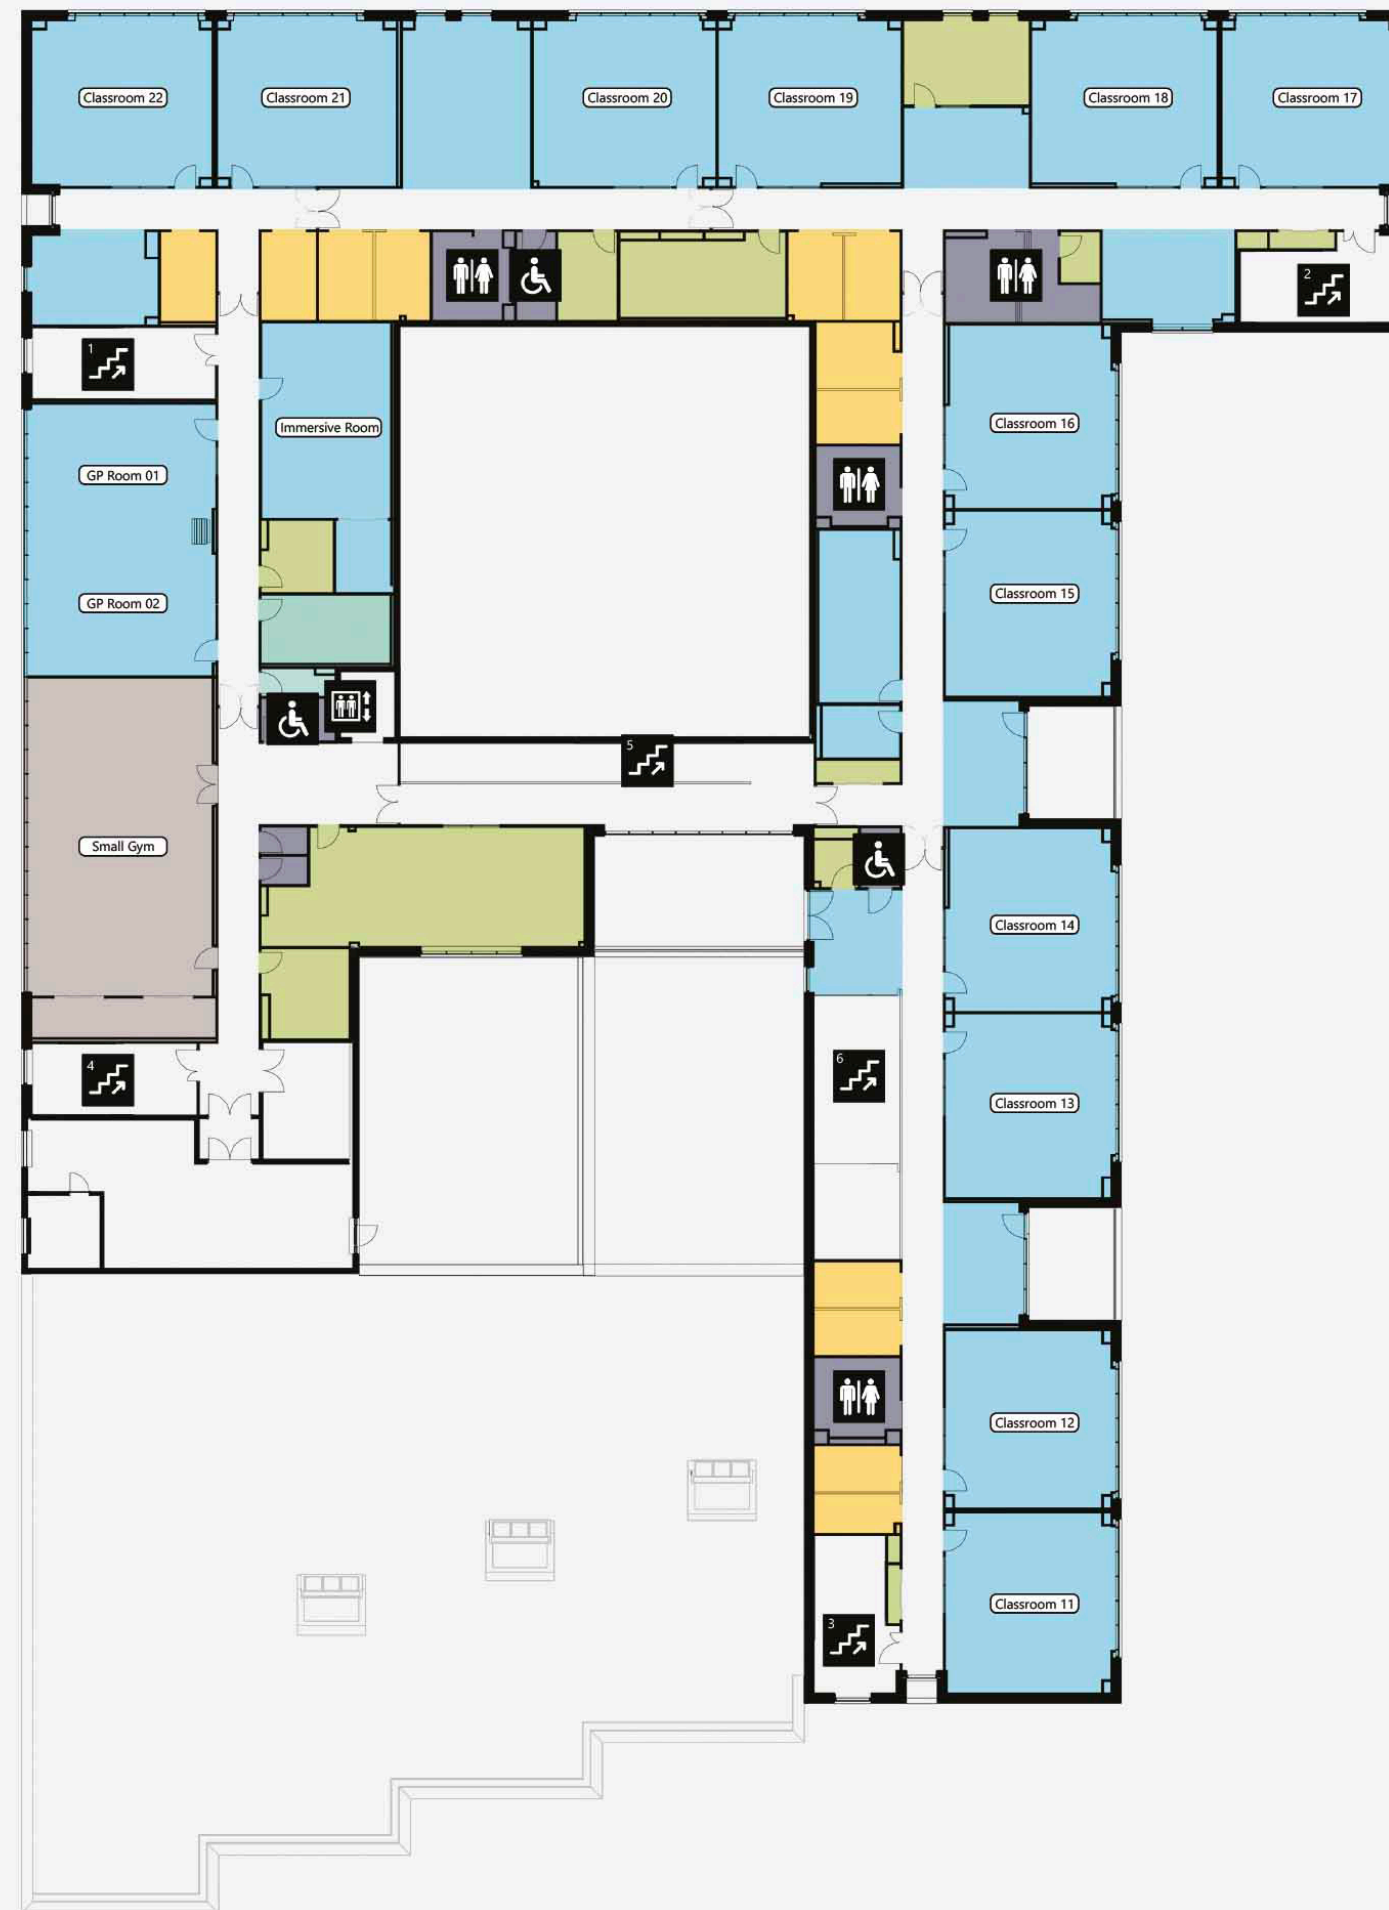 Classroom 22
Classroom 21
Classroom 20
Classroom 19
Classroom 18
Classroom 17
2
1
Immersive Room
Classroom 16
GP Room 01
GP Room 02
Classroom 15
5
Small Gym
Classroom 14
4
6
Classroom 13
Classroom 12
Classroom 11
3